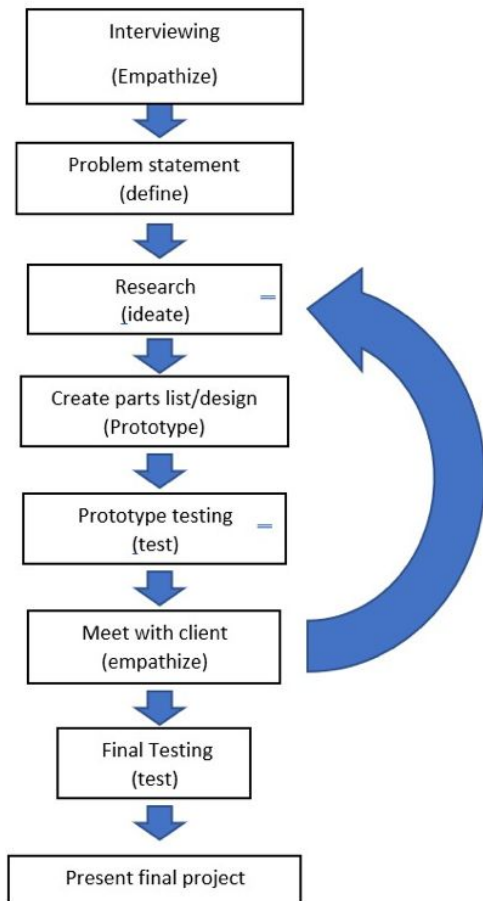 Interviewing
(Empathize)
Problem statement
(define)
Research
(ideate)
Create parts list/design
(Prototype)
Prototype testing
(test)
Meet with client
(empathize)
Final Testing
(test)
Present final project